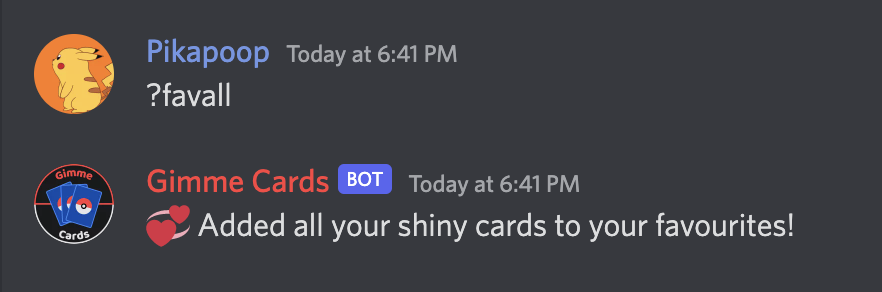 Pikapoop Today at 6:41 PM
?favall
Gimme Cards BOT Today at 6:41 PM
Gimme
Cards
💞 Added all your shiny cards to your favourites!